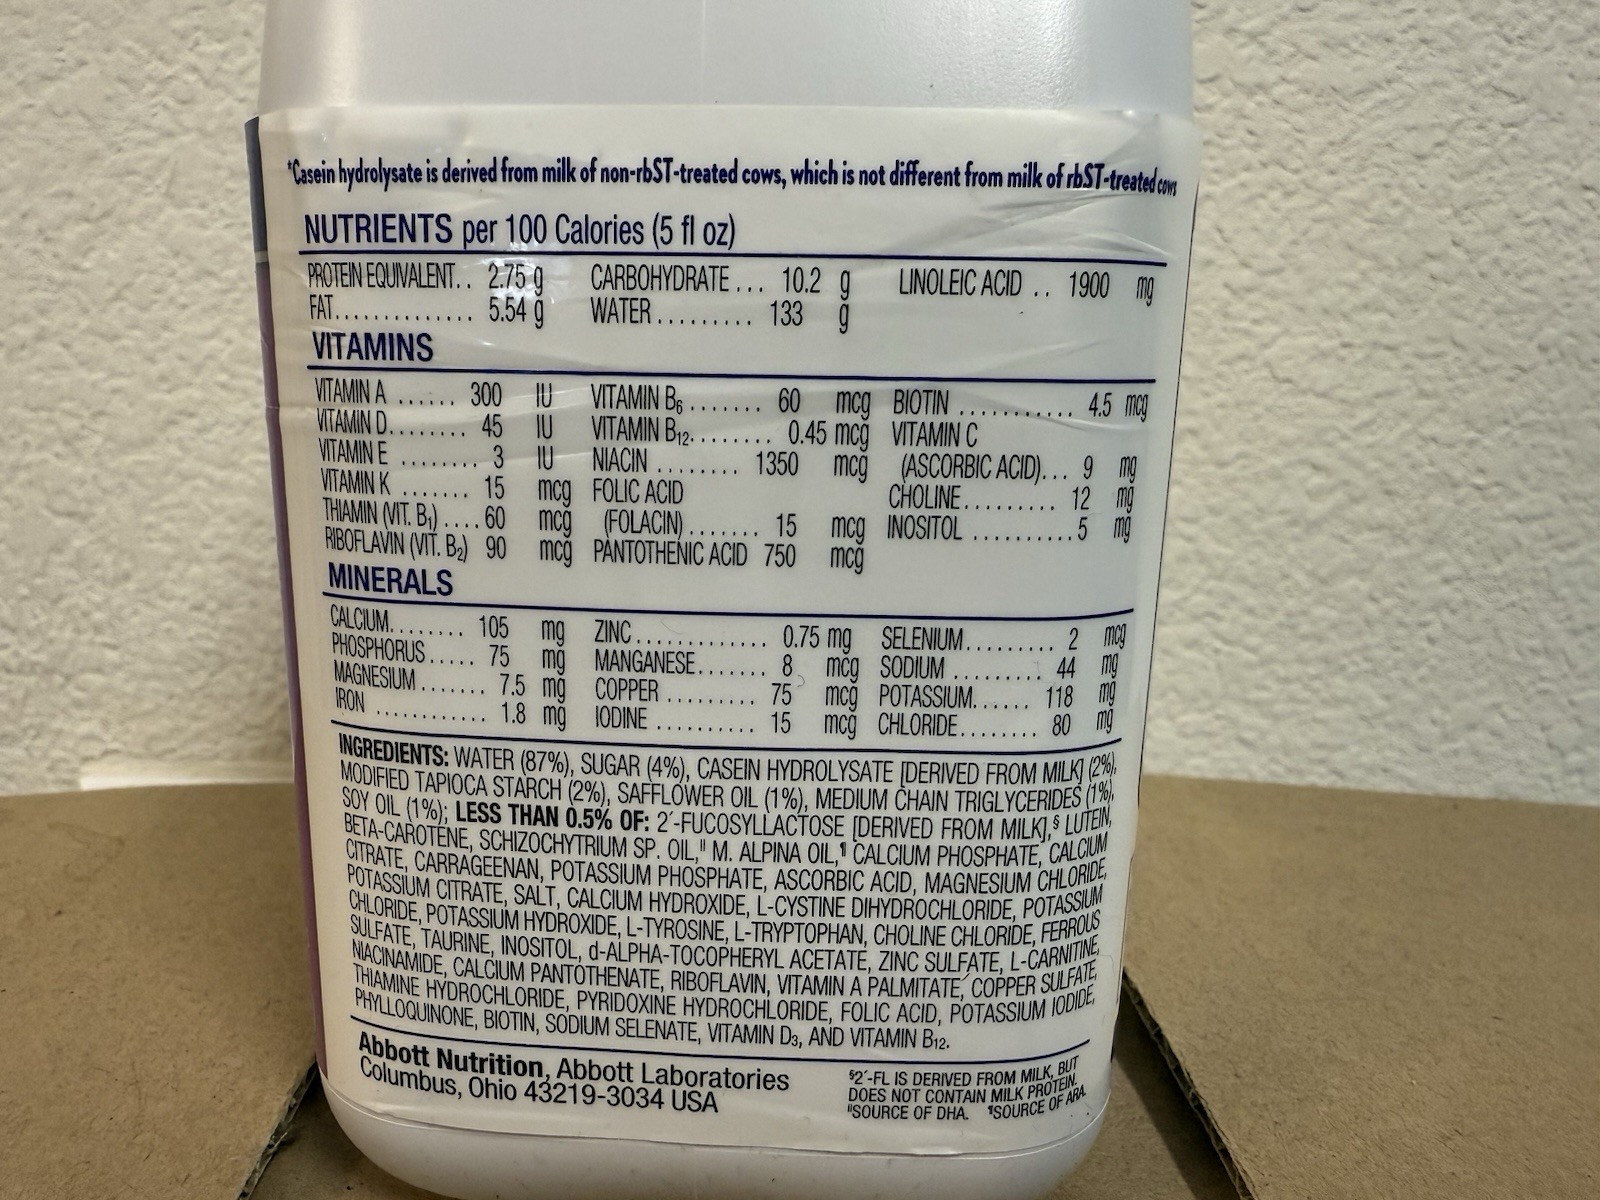 *Casein hydrolysate is derived from milk of non-rbST-treated cows, which is not different from milk of rbST-treated cows
NUTRIENTS per 100 Calories (5 fl oz)
PROTEIN EQUIVALENT.. 2.75 g CARBOHYDRATE... 10.2 g LINOLEIC ACID .. 1900 mg
FAT.............. 5.54 g WATER......... 133 g
VITAMINS
VITAMIN A ...... 300 IU VITAMIN B6....... 60 mcg BIOTIN ........... 4.5 mcg
VITAMIN D........ 45 IU VITAMIN B12........ 0.45 mcg VITAMIN C
VITAMIN E ........ 3 IU NIACIN ........ 1350 mcg (ASCORBIC ACID)... 9 mg
VITAMIN K ....... 15 mcg FOLIC ACID CHOLINE.......... 12 mg
THIAMIN (VIT. B1) .... 60 mcg (FOLACIN)....... 15 mcg INOSITOL ...........5 mg
RIBOFLAVIN (VIT. B2) 90 mcg PANTOTHENIC ACID 750 mcg
MINERALS
CALCIUM........ 105 mg ZINC............. 0.75 mg SELENIUM.......... 2 mcg
PHOSPHORUS..... 75 mg MANGANESE....... 8 mcg SODIUM .......... 44 mg
MAGNESIUM....... 7.5 mg COPPER .......... 75 mcg POTASSIUM...... 118 mg
IRON ............ 1.8 mg IODINE .......... 15 mcg CHLORIDE........ 80 mg
INGREDIENTS: WATER (87%), SUGAR (4%), CASEIN HYDROLYSATE [DERIVED FROM MILK] (2%),
MODIFIED TAPIOCA STARCH (2%), SAFFLOWER OIL (1%), MEDIUM CHAIN TRIGLYCERIDES (1%),
SOY OIL (1%); LESS THAN 0.5% OF: 2´-FUCOSYLLACTOSE [DERIVED FROM MILK],§ LUTEIN,
BETA-CAROTENE, SCHIZOCHYTRIUM SP. OIL,ǁ M. ALPINA OIL,¶ CALCIUM PHOSPHATE, CALCIUM
CITRATE, CARRAGEENAN, POTASSIUM PHOSPHATE, ASCORBIC ACID, MAGNESIUM CHLORIDE,
POTASSIUM CITRATE, SALT, CALCIUM HYDROXIDE, L-CYSTINE DIHYDROCHLORIDE, POTASSIUM
CHLORIDE, POTASSIUM HYDROXIDE, L-TYROSINE, L-TRYPTOPHAN, CHOLINE CHLORIDE, FERROUS
SULFATE, TAURINE, INOSITOL, d-ALPHA-TOCOPHERYL ACETATE, ZINC SULFATE, L-CARNITINE,
NIACINAMIDE, CALCIUM PANTOTHENATE, RIBOFLAVIN, VITAMIN A PALMITATE, COPPER SULFATE,
THIAMINE HYDROCHLORIDE, PYRIDOXINE HYDROCHLORIDE, FOLIC ACID, POTASSIUM IODIDE,
PHYLLOQUINONE, BIOTIN, SODIUM SELENATE, VITAMIN D3, AND VITAMIN B12.
Abbott Nutrition, Abbott Laboratories
Columbus, Ohio 43219-3034 USA
§2´-FL IS DERIVED FROM MILK, BUT
DOES NOT CONTAIN MILK PROTEIN.
ǁSOURCE OF DHA. ¶SOURCE OF ARA.